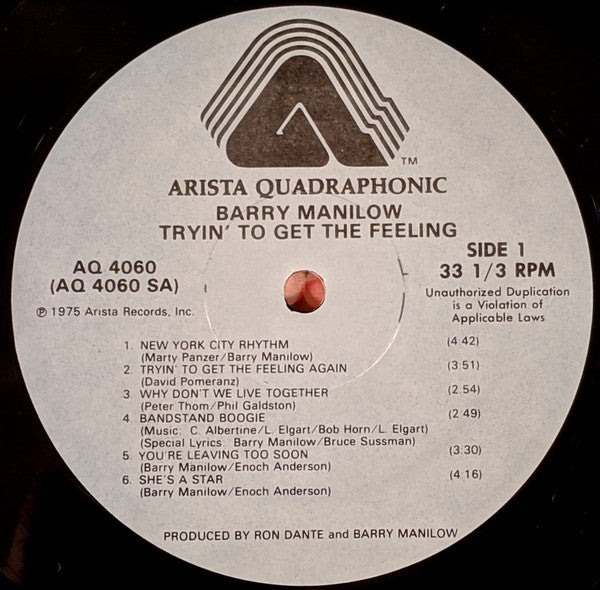 TM
ARISTA QUADRAPHONIC
BARRY MANILOW
TRYIN' TO GET THE FEELING
AQ 4060
(AQ 4060 SA)
SIDE 1
33 1/3 RPM
℗ 1975 Arista Records, Inc.
Unauthorized Duplication
is a Violation of
Applicable Laws
1. NEW YORK CITY RHYTHM (4:42)
(Marty Panzer/Barry Manilow)
2. TRYIN' TO GET THE FEELING AGAIN (3:51)
(David Pomeranz)
3. WHY DON'T WE LIVE TOGETHER (2:54)
(Peter Thom/Phil Galdston)
4. BANDSTAND BOOGIE (2:49)
(Music: C. Albertine/L. Elgart/Bob Horn/L. Elgart)
(Special Lyrics: Barry Manilow/Bruce Sussman)
5. YOU'RE LEAVING TOO SOON (3:30)
(Barry Manilow/Enoch Anderson)
6. SHE'S A STAR (4:16)
(Barry Manilow/Enoch Anderson)
PRODUCED BY RON DANTE and BARRY MANILOW